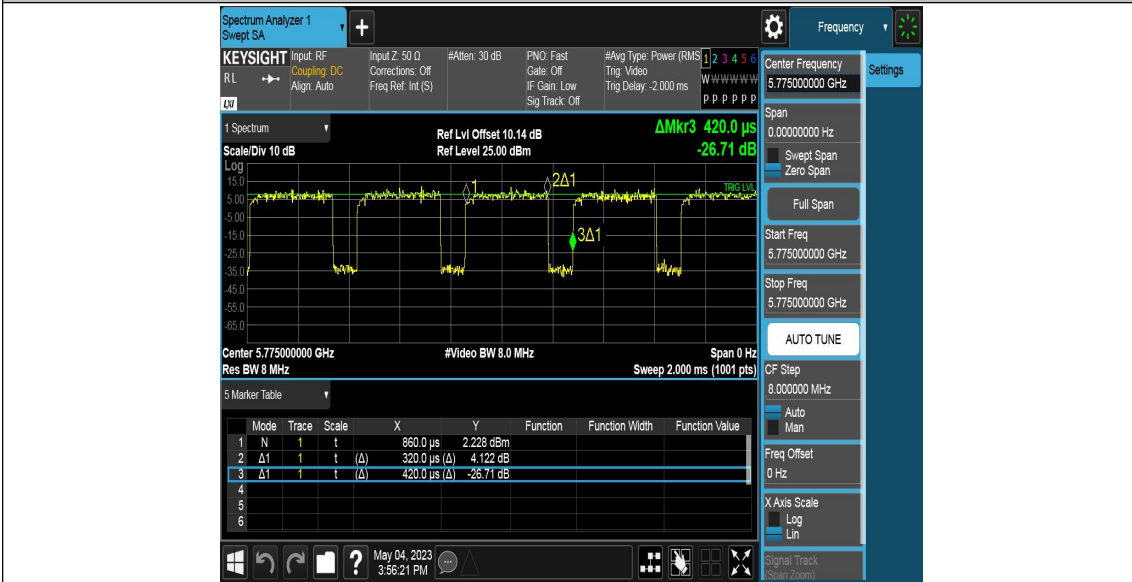 Spectrum Analyzer 1
Swept SA
+
Frequency
KEYSIGHT
RL
LXI
Input: RF
Coupling: DC
Align: Auto
Input Z: 50 Ω
Corrections: Off
Freq Ref: Int (S)
#Atten: 30 dB
PNO: Fast
Gate: Off
IF Gain: Low
Sig Track: Off
#Avg Type: Power (RMS
Trig: Video
Trig Delay: -2.000 ms
1 2 3 4 5 6
W W W W W W
P P P P P P
1 Spectrum
Ref Lvl Offset 10.14 dB
ΔMkr3 420.0 µs
Scale/Div 10 dB
Ref Level 25.00 dBm
-26.71 dB
Log
15.0
5.00
-5.00
-15.0
-25.0
-35.0
-45.0
-55.0
-65.0
1
2Δ1
TRIG LVL
3Δ1
Center 5.775000000 GHz
#Video BW 8.0 MHz
Span 0 Hz
Res BW 8 MHz
Sweep 2.000 ms (1001 pts)
5 Marker Table
Mode Trace Scale X Y Function Function Width Function Value
1 N 1 t 860.0 µs 2.228 dBm
2 Δ1 1 t (Δ) 320.0 µs (Δ) 4.122 dB
3 Δ1 1 t (Δ) 420.0 µs (Δ) -26.71 dB
4
5
6
?
May 04, 2023
3:56:21 PM
Center Frequency
5.775000000 GHz
Settings
Span
0.00000000 Hz
Swept Span
Zero Span
Full Span
Start Freq
5.775000000 GHz
Stop Freq
5.775000000 GHz
AUTO TUNE
CF Step
8.000000 MHz
Auto
Man
Freq Offset
0 Hz
X Axis Scale
Log
Lin
Signal Track
(Span Zoom)